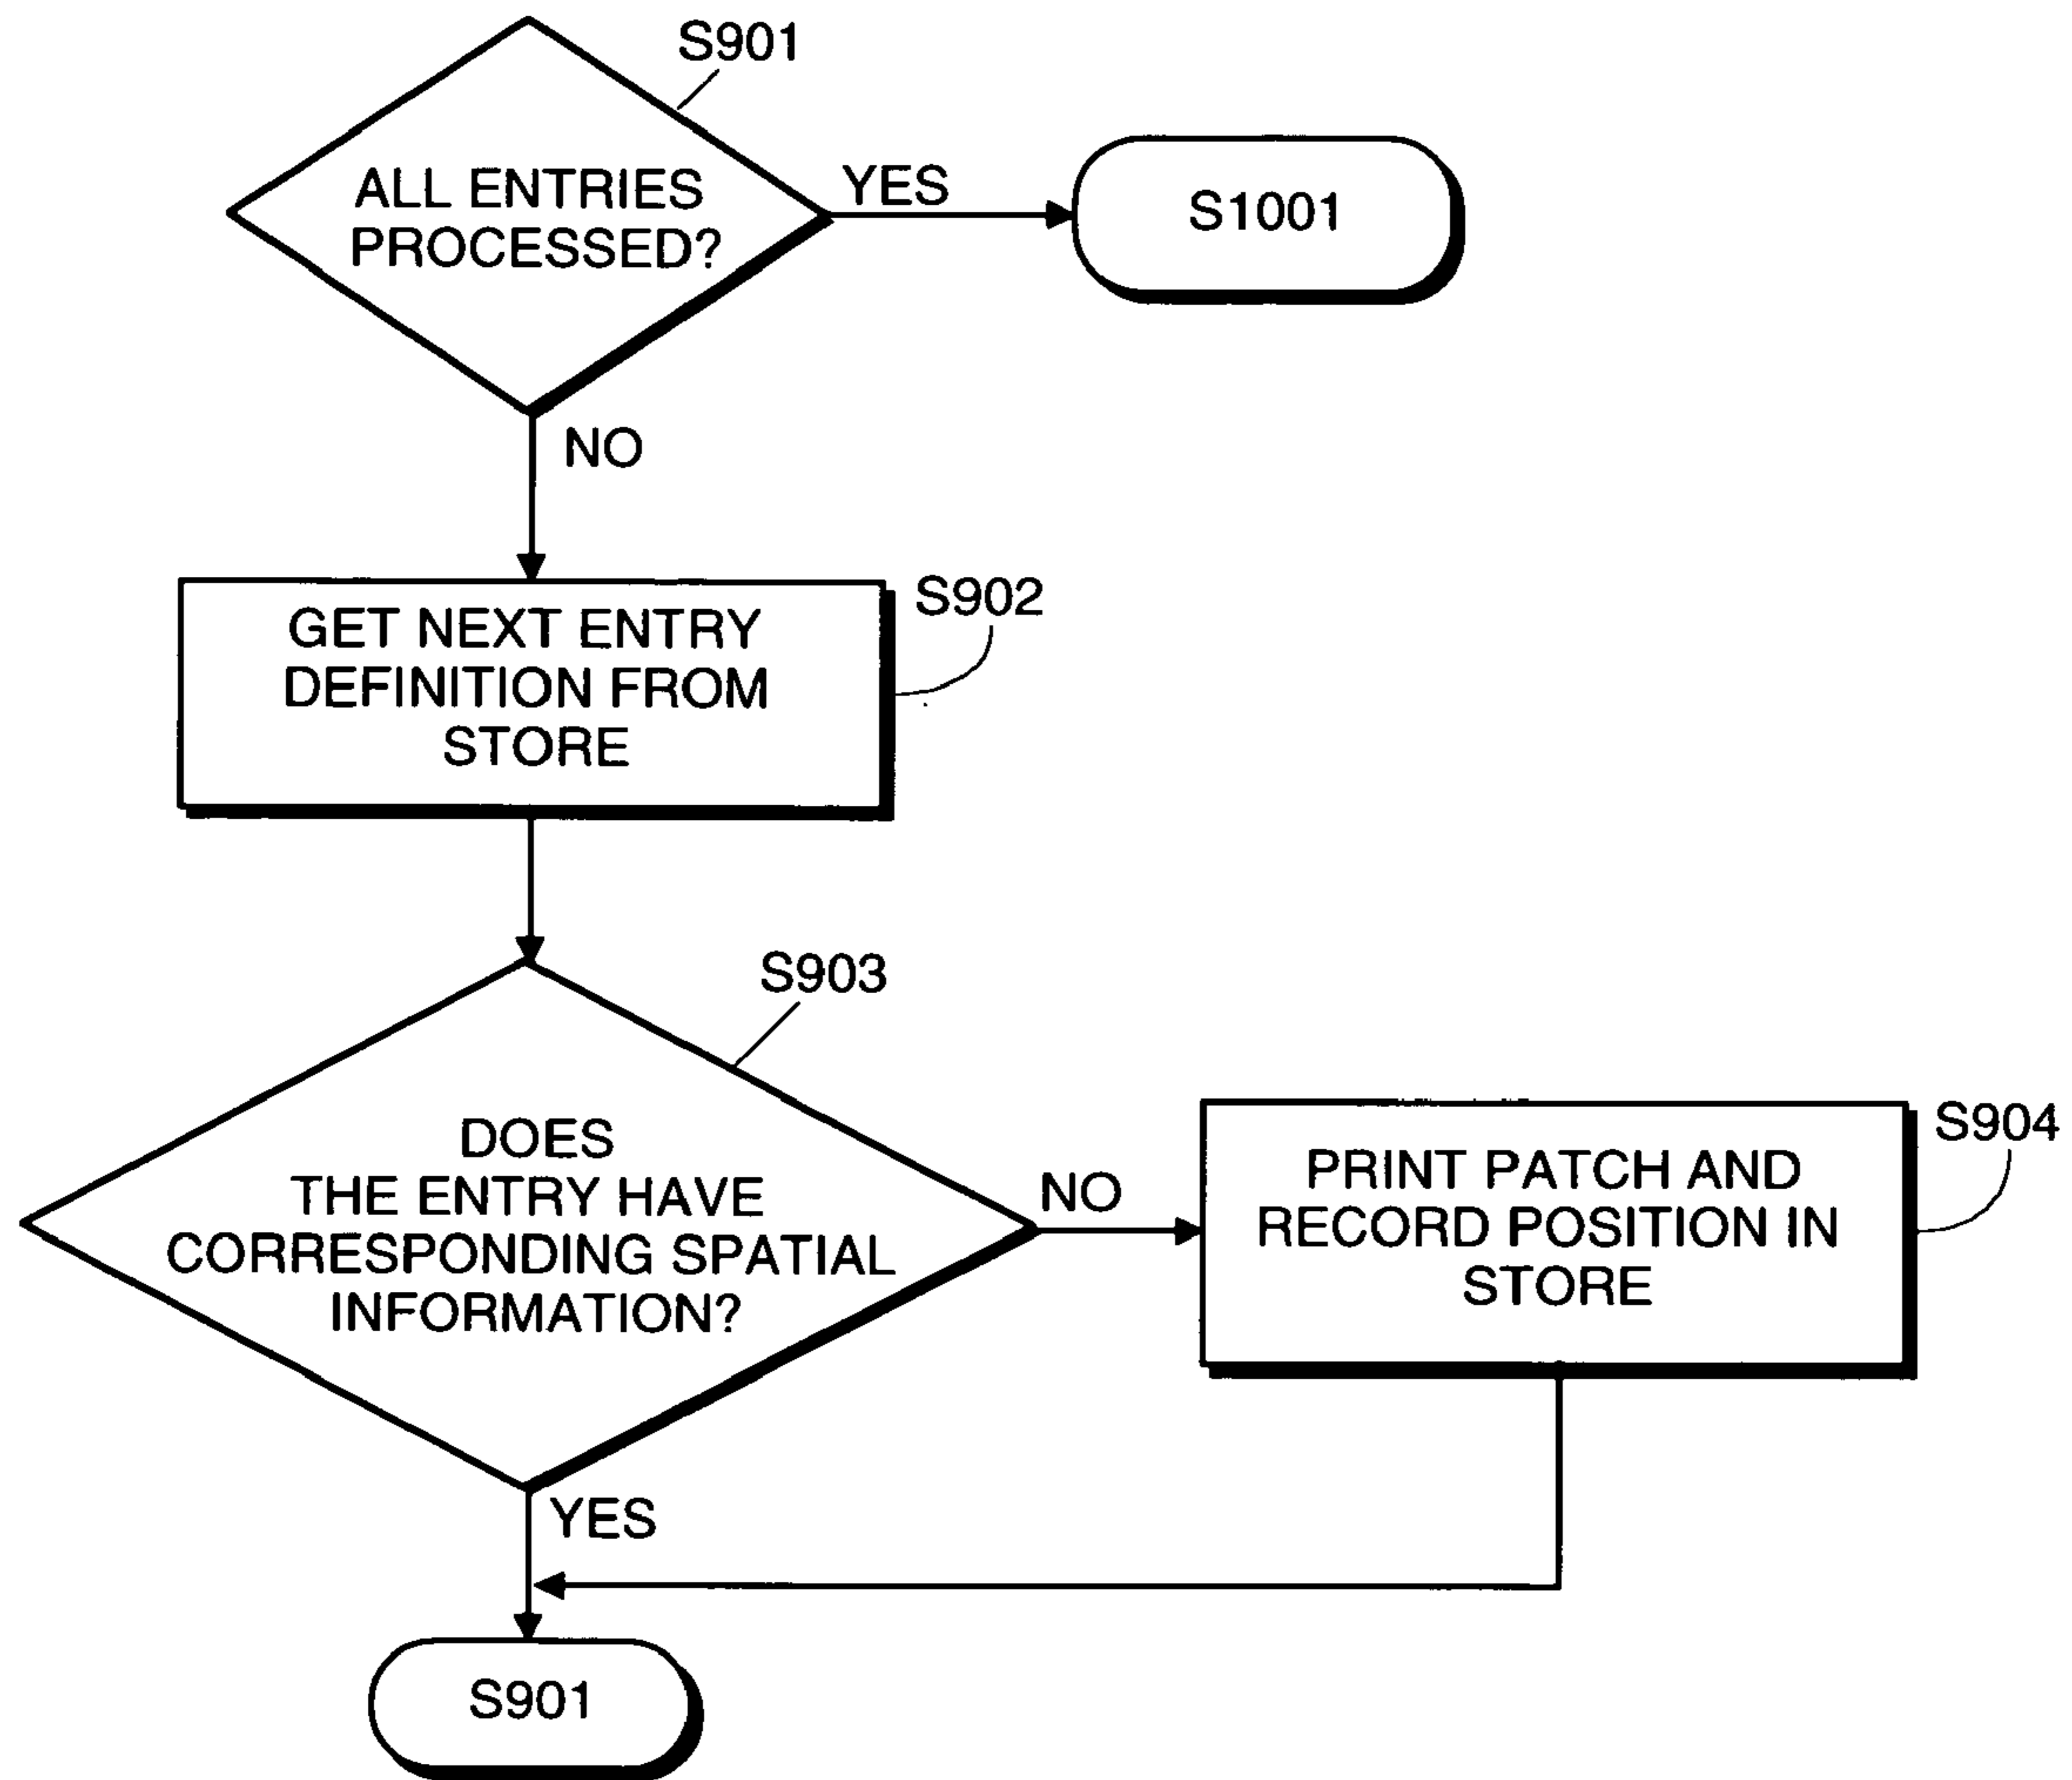 S901
ALL ENTRIES
PROCESSED?
YES
S1001
NO
GET NEXT ENTRY
DEFINITION FROM
STORE
S902
S903
DOES
THE ENTRY HAVE
CORRESPONDING SPATIAL
INFORMATION?
NO
PRINT PATCH AND
RECORD POSITION IN
STORE
S904
YES
S901